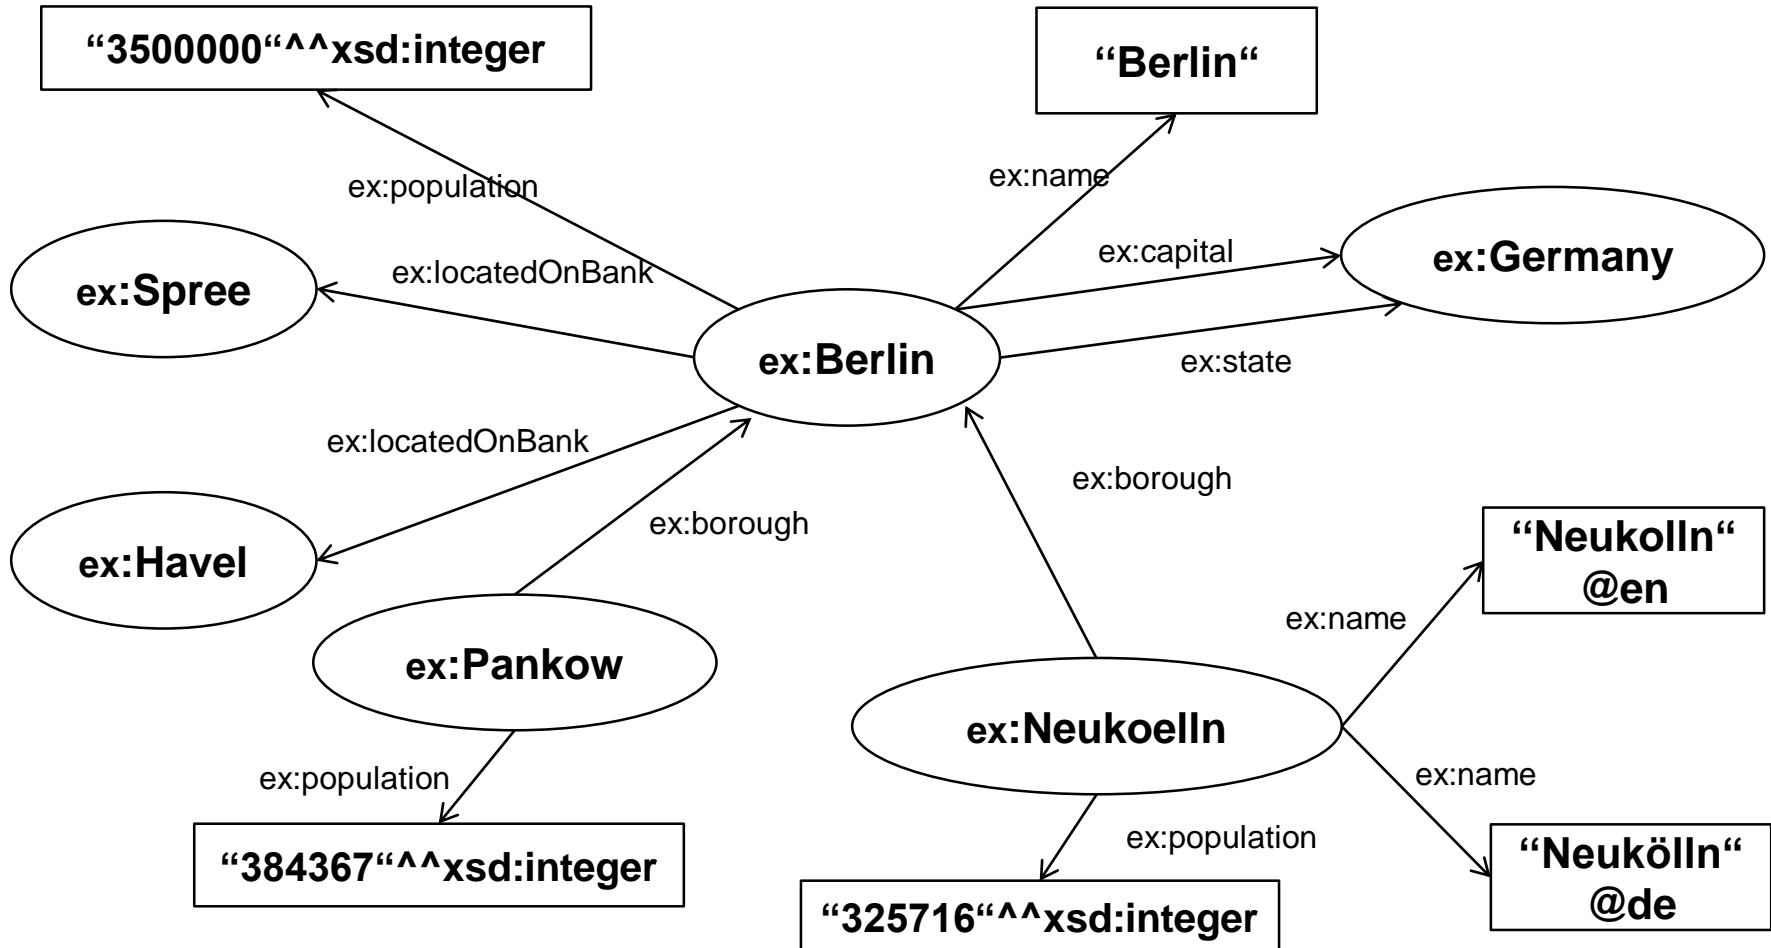 “3500000“^^xsd:integer
“Berlin“
ex:population
ex:name
ex:Spree
ex:locatedOnBank
ex:capital
ex:Germany
ex:Berlin
ex:state
ex:locatedOnBank
ex:borough
ex:borough
ex:Havel
“Neukolln“
@en
ex:Pankow
ex:name
ex:Neukoelln
ex:population
ex:name
“384367“^^xsd:integer
ex:population
“Neukölln“
@de
“325716“^^xsd:integer